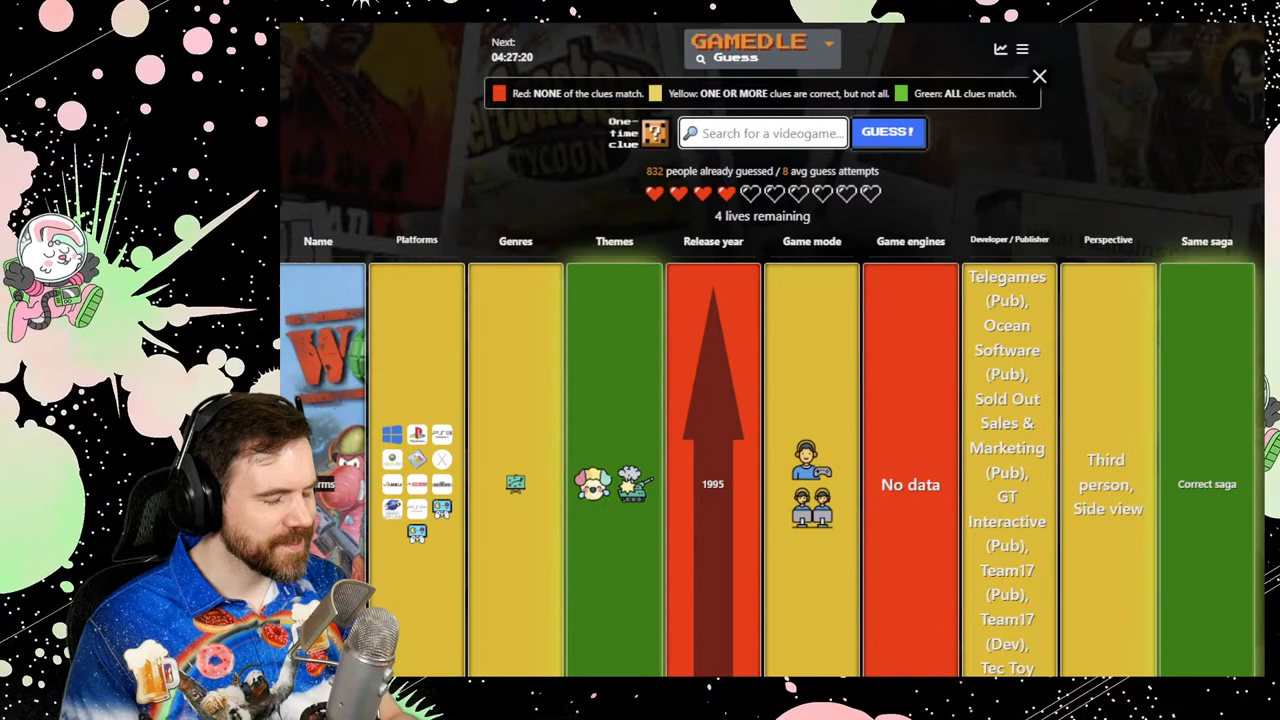 Next:
04:27:20
GAMEDLE
Guess
Red: NONE of the clues match.
Yellow: ONE OR MORE clues are correct, but not all.
Green: ALL clues match.
One-
time
clue
Search for a videogame...
GUESS!
832 people already guessed / 8 avg guess attempts
4 lives remaining
Name
Platforms
Genres
Themes
Release year
Game mode
Game engines
Developer / Publisher
Perspective
Same saga
WO
rms
1995
No data
Telegames
(Pub),
Ocean
Software
(Pub),
Sold Out
Sales &
Marketing
(Pub),
GT
Interactive
(Pub),
Team17
(Pub),
Team17
(Dev),
Tec Toy
Third
person,
Side view
Correct saga
TYCOON